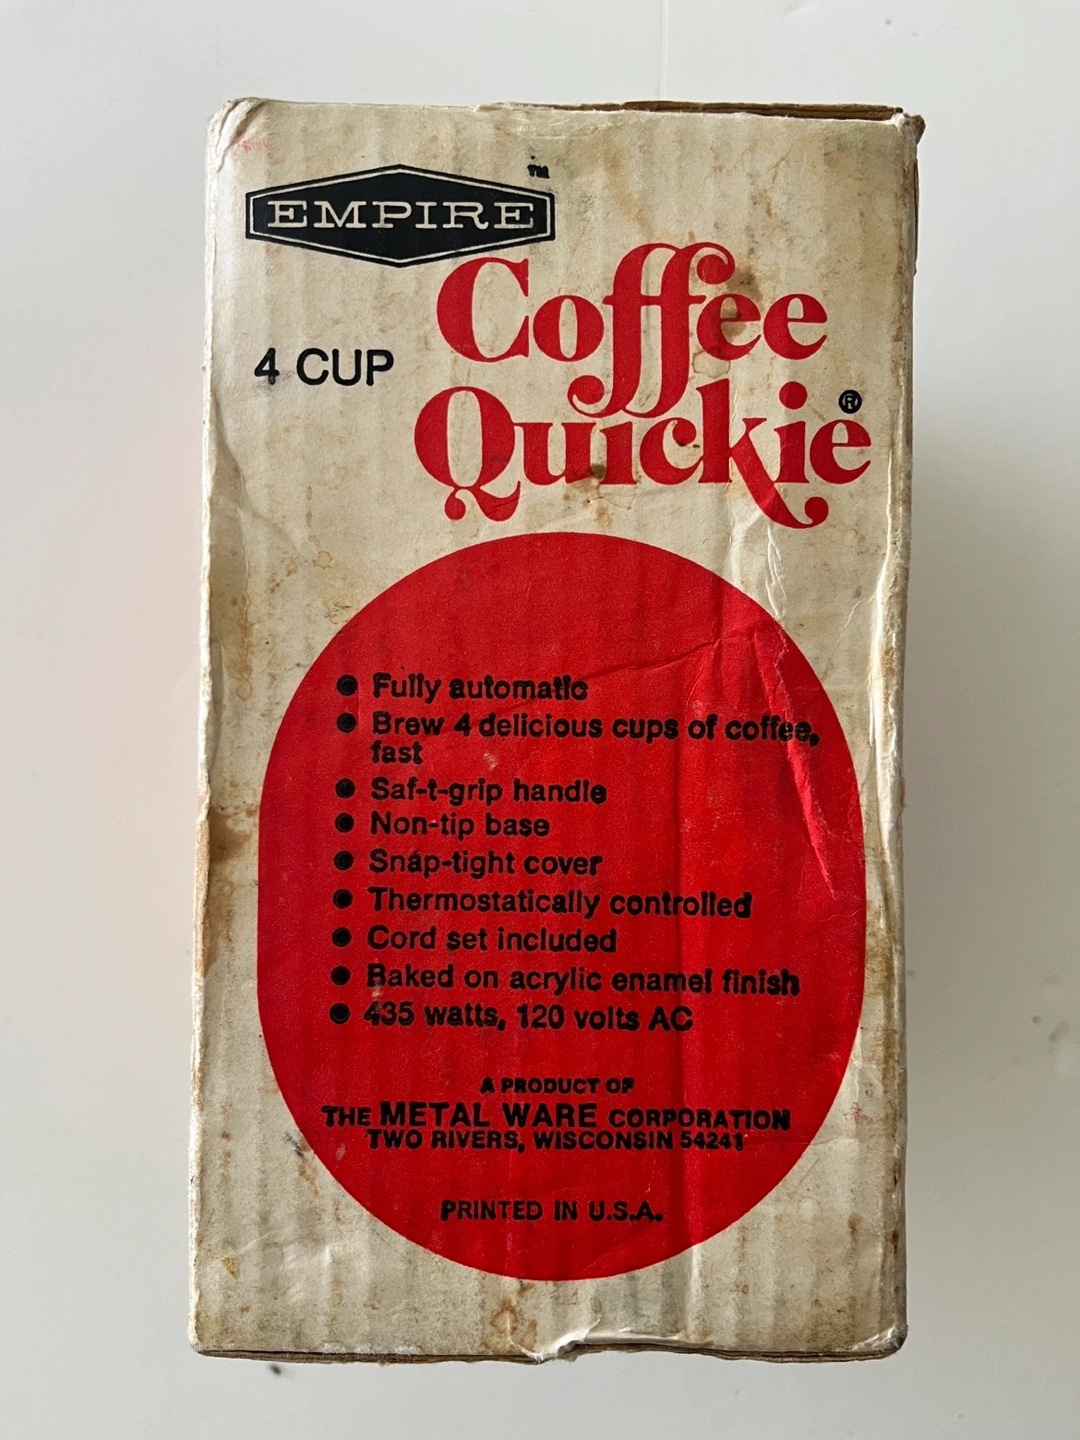 EMPIRE™
Coffee
4 CUP
Quickie®
● Fully automatic
● Brew 4 delicious cups of coffee,
fast
● Saf-t-grip handle
● Non-tip base
● Snap-tight cover
● Thermostatically controlled
● Cord set included
● Baked on acrylic enamel finish
● 435 watts, 120 volts AC
A PRODUCT OF
THE METAL WARE CORPORATION
TWO RIVERS, WISCONSIN 54241
PRINTED IN U.S.A.